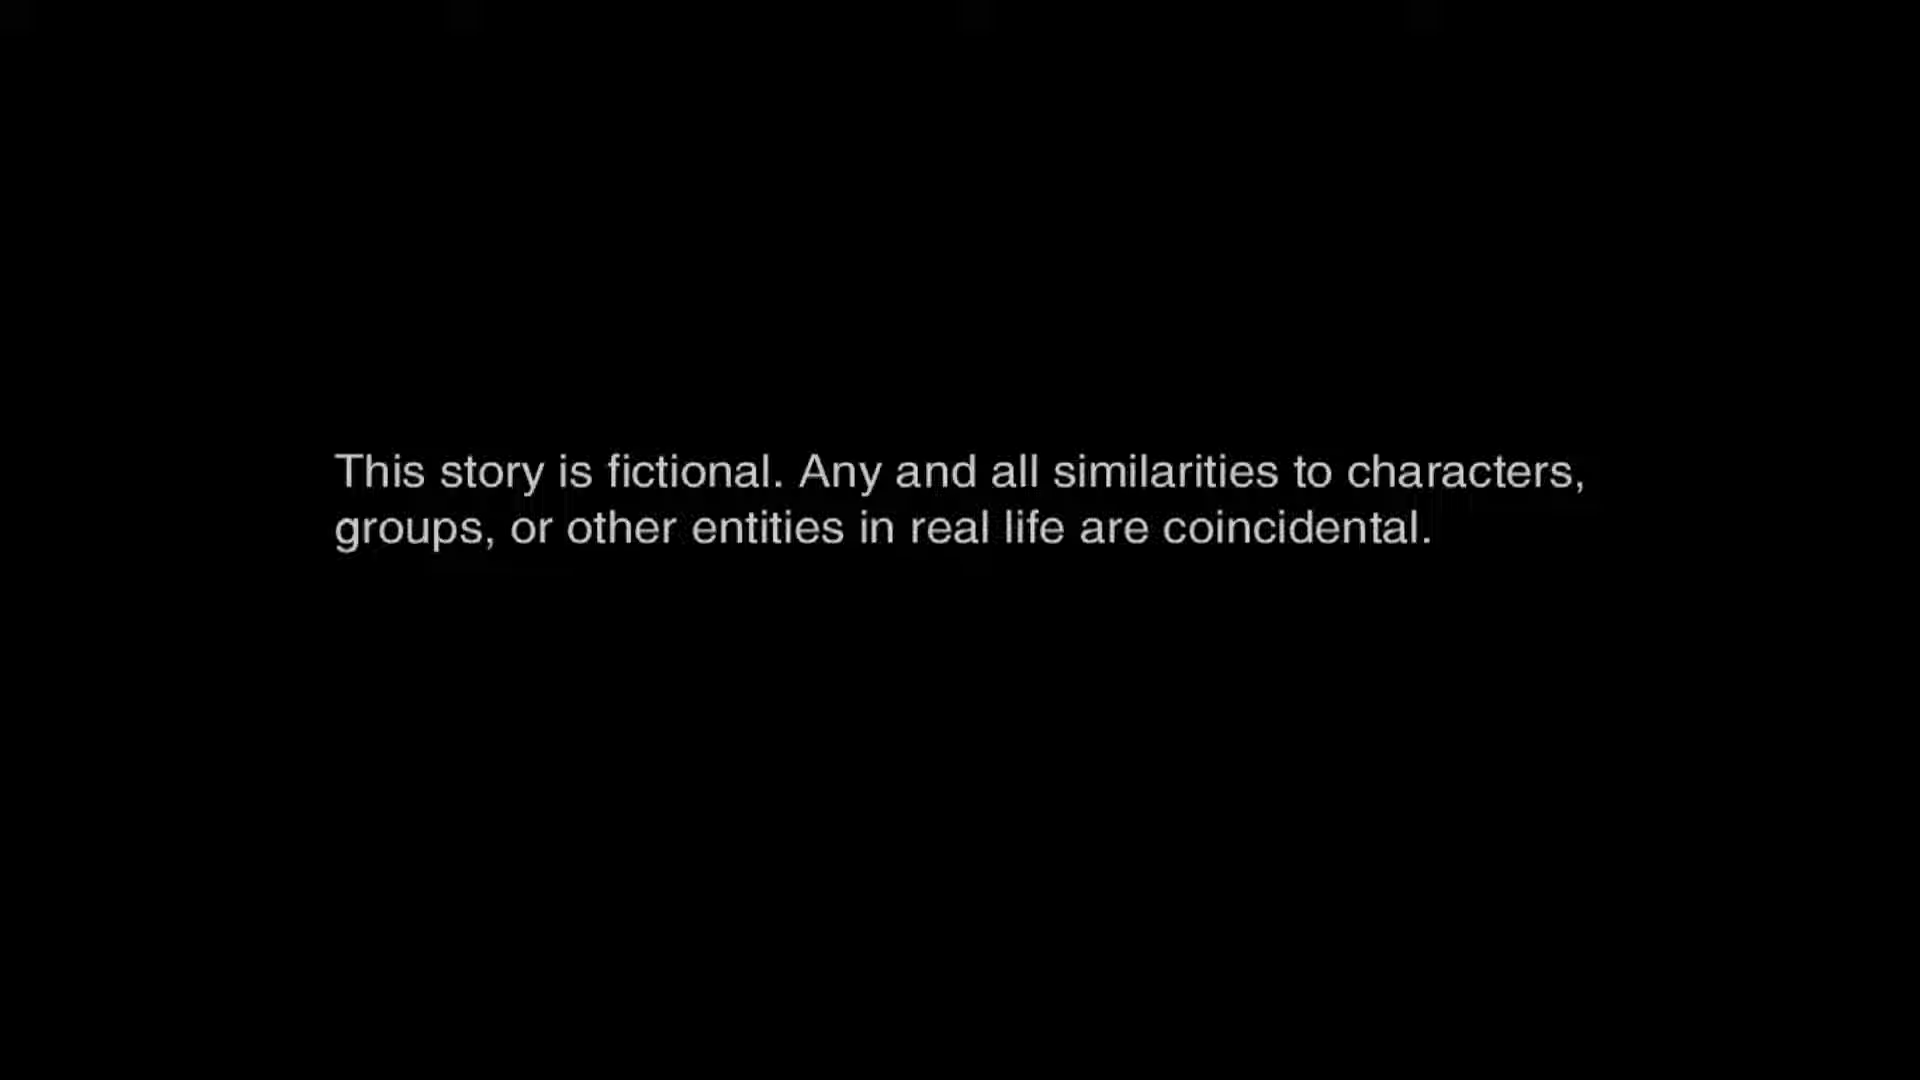 This story is fictional. Any and all similarities to characters,
groups, or other entities in real life are coincidental.